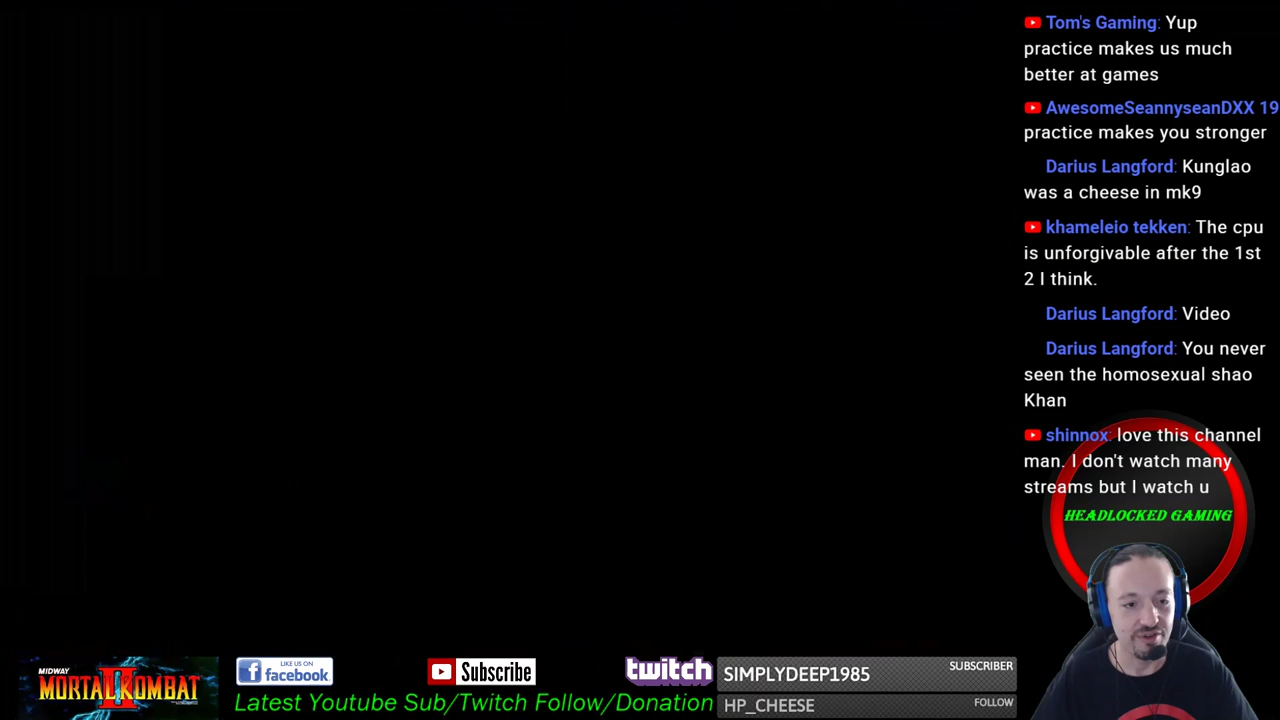 Tom's Gaming: Yup
practice makes us much
better at games
AwesomeSeannyseanDXX 19
practice makes you stronger
Darius Langford: Kunglao
was a cheese in mk9
khameleio tekken: The cpu
is unforgivable after the 1st
2 I think.
Darius Langford: Video
Darius Langford: You never
seen the homosexual shao
Khan
shinnox: love this channel
man. I don't watch many
streams but I watch u
HEADLOCKED GAMING
MIDWAY
MORTAL KOMBAT
II
LIKE US ON
facebook
Subscribe
twitch
SIMPLYDEEP1985
SUBSCRIBER
Latest Youtube Sub/Twitch Follow/Donation
HP_CHEESE
FOLLOW